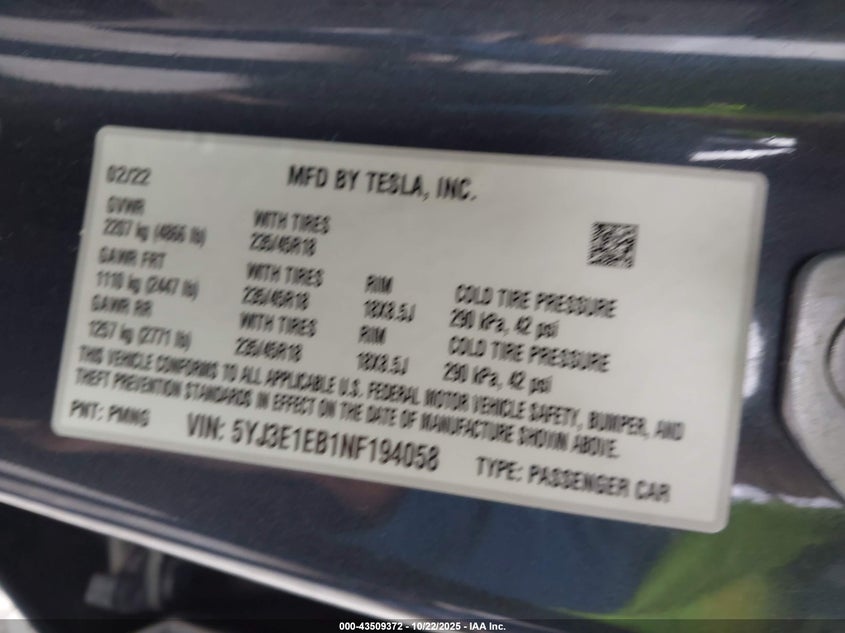 02/22 MFD BY TESLA, INC.
GVWR
2207 kg (4866 lb) WITH TIRES 235/45R18
GAWR FRT
1110 kg (2447 lb) WITH TIRES 235/45R18 RIM 18X8.5J COLD TIRE PRESSURE 290 kPa, 42 psi
GAWR RR
1257 kg (2771 lb) WITH TIRES 235/45R18 RIM 18X8.5J COLD TIRE PRESSURE 290 kPa, 42 psi
THIS VEHICLE CONFORMS TO ALL APPLICABLE U.S. FEDERAL MOTOR VEHICLE SAFETY, BUMPER, AND
THEFT PREVENTION STANDARDS IN EFFECT ON THE DATE OF MANUFACTURE SHOWN ABOVE.
PNT: PMNG VIN: 5YJ3E1EB1NF194058 TYPE: PASSENGER CAR
000-43509372 - 10/22/2025 - IAA Inc.